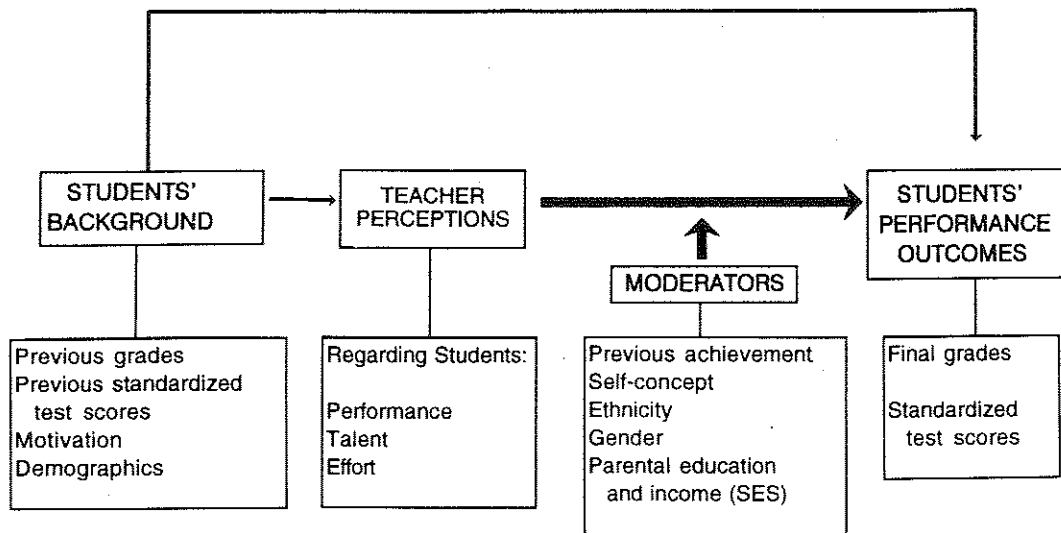 STUDENTS'
BACKGROUND
TEACHER
PERCEPTIONS
STUDENTS'
PERFORMANCE
OUTCOMES
MODERATORS
Previous grades
Previous standardized
test scores
Motivation
Demographics
Regarding Students:
Performance
Talent
Effort
Previous achievement
Self-concept
Ethnicity
Gender
Parental education
and income (SES)
Final grades
Standardized
test scores